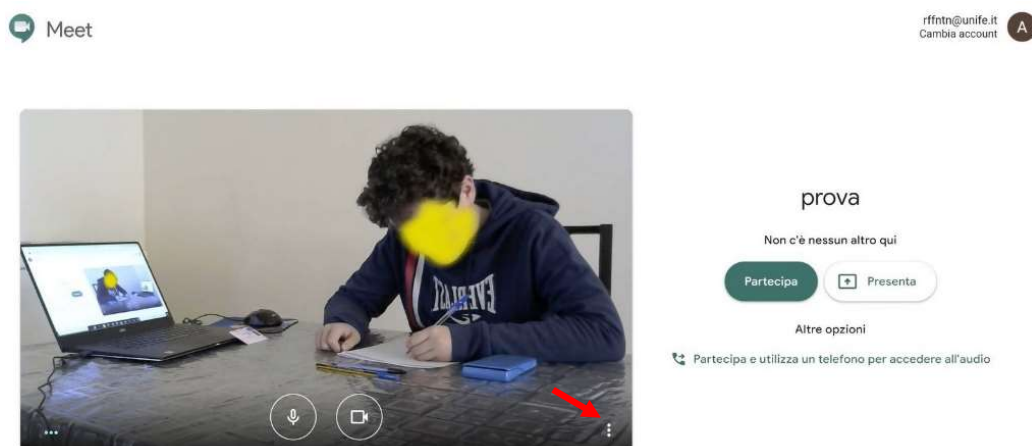 Meet
rffntn@unife.it
Cambia account
A
EVERLAST
prova
Non c'è nessun altro qui
Partecipa
Presenta
Altre opzioni
Partecipa e utilizza un telefono per accedere all'audio